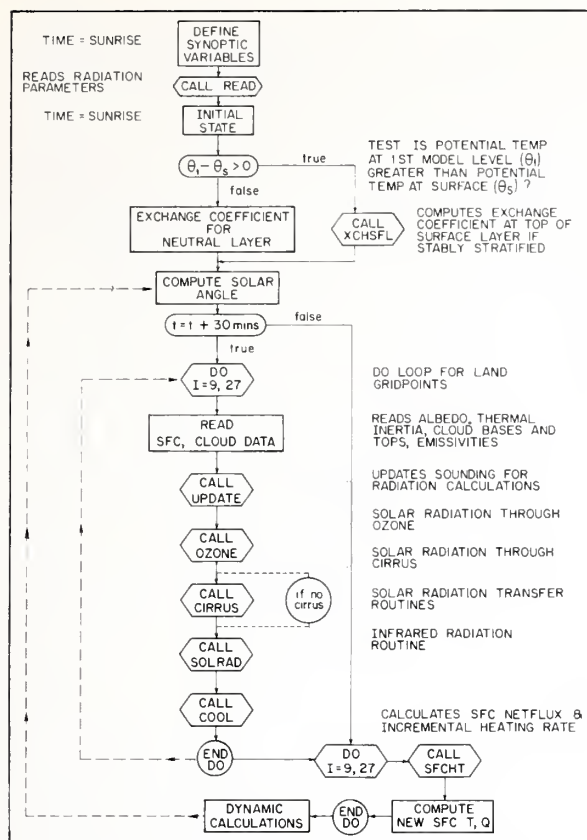 TIME = SUNRISE
DEFINE
SYNOPTIC
VARIABLES
READS RADIATION
PARAMETERS
CALL READ
TIME = SUNRISE
INITIAL
STATE
θ₁ – θₛ > 0
true
false
TEST IS POTENTIAL TEMP
AT 1ST MODEL LEVEL (θ₁)
GREATER THAN POTENTIAL
TEMP AT SURFACE (θₛ) ?
EXCHANGE COEFFICIENT
FOR
NEUTRAL LAYER
CALL
XCHSFL
COMPUTES EXCHANGE
COEFFICIENT AT TOP OF
SURFACE LAYER IF
STABLY STRATIFIED
COMPUTE SOLAR
ANGLE
t = t + 30 mins
false
true
DO
I = 9, 27
DO LOOP FOR LAND
GRIDPOINTS
READ
SFC, CLOUD DATA
READS ALBEDO, THERMAL
INERTIA, CLOUD BASES AND
TOPS, EMISSIVITIES
CALL
UPDATE
UPDATES SOUNDING FOR
RADIATION CALCULATIONS
CALL
OZONE
SOLAR RADIATION THROUGH
OZONE
CALL
CIRRUS
if no
cirrus
SOLAR RADIATION THROUGH
CIRRUS
CALL
SOLRAD
SOLAR RADIATION TRANSFER
ROUTINES
CALL
COOL
INFRARED RADIATION
ROUTINE
CALCULATES SFC NETFLUX &
INCREMENTAL HEATING RATE
END
DO
DO
I = 9, 27
CALL
SFCHT
DYNAMIC
CALCULATIONS
END
DO
COMPUTE
NEW SFC T, Q